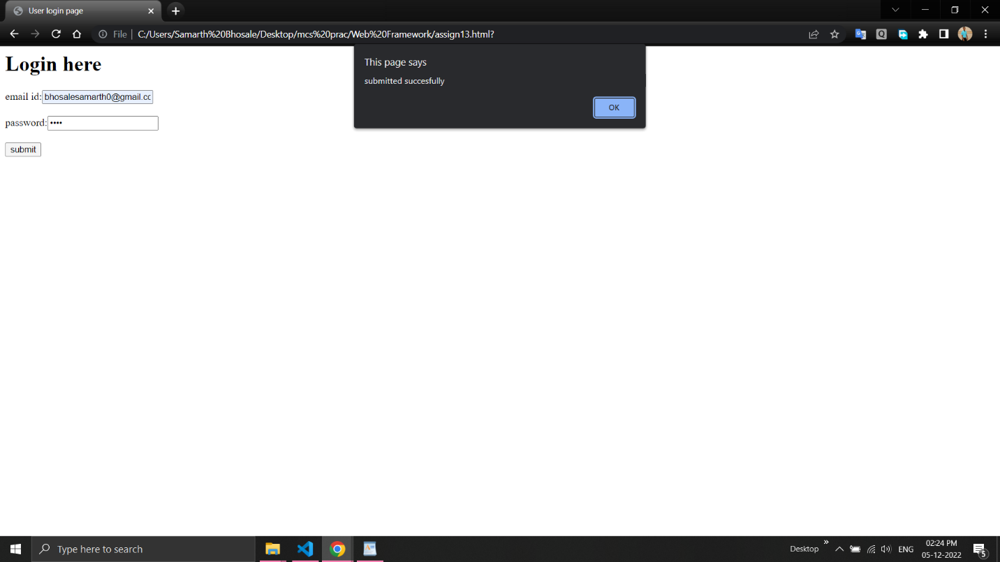 User login page
File | C:/Users/Samarth%20Bhosale/Desktop/mcs%20prac/Web%20Framework/assign13.html?
This page says
submitted succesfully
OK
Login here
email id: bhosalesamarth0@gmail.cc
password: ••••
submit
Type here to search
Desktop
ENG
02:24 PM
05-12-2022
5